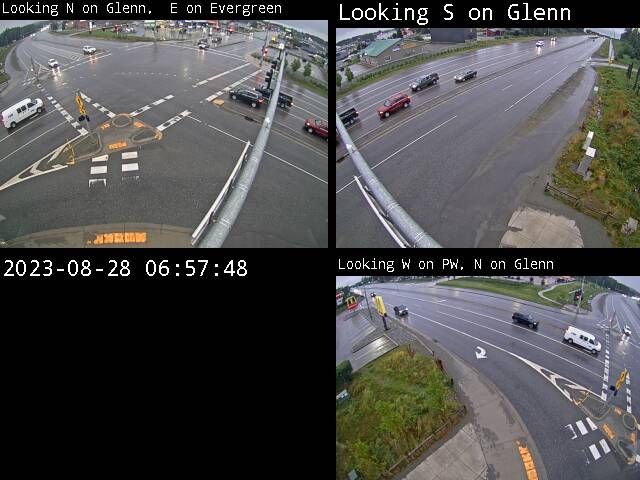 Looking N on Glenn,  E on Evergreen
Looking S on Glenn
2023-08-28 06:57:48
Looking W on PW, N on Glenn